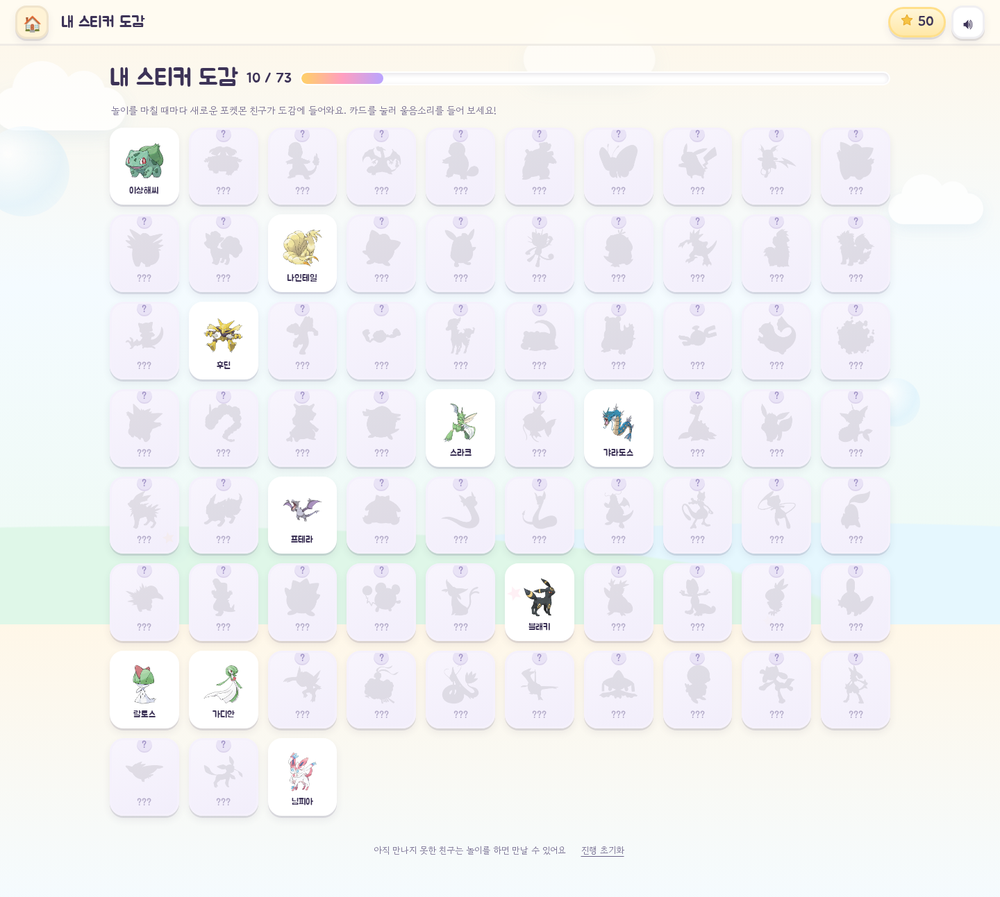 🏠 내 스티커 도감 ⭐ 50 🔊
내 스티커 도감 10 / 73
놀이를 마칠 때마다 새로운 포켓몬 친구가 도감에 들어와요. 카드를 눌러 울음소리를 들어 보세요!
? ? ? ? ? ? ? ? ?
이상해씨 ??? ??? ??? ??? ??? ??? ??? ??? ???
? ? ? ? ? ? ? ? ?
??? ??? 나인테일 ??? ??? ??? ??? ??? ??? ???
? ? ? ? ? ? ? ? ?
??? 후딘 ??? ??? ??? ??? ??? ??? ??? ???
? ? ? ? ? ? ? ?
??? ??? ??? ??? 스라크 ??? 갸라도스 ??? ??? ???
? ? ? ? ? ? ? ? ?
??? ??? 프테라 ??? ??? ??? ??? ??? ??? ???
? ? ? ? ? ? ? ? ?
??? ??? ??? ??? ??? 블래키 ??? ??? ??? ???
? ? ? ? ? ? ? ?
랄토스 가디안 ??? ??? ??? ??? ??? ??? ??? ???
? ?
??? ??? 님피아
아직 만나지 못한 친구는 놀이를 하면 만날 수 있어요 진행 초기화